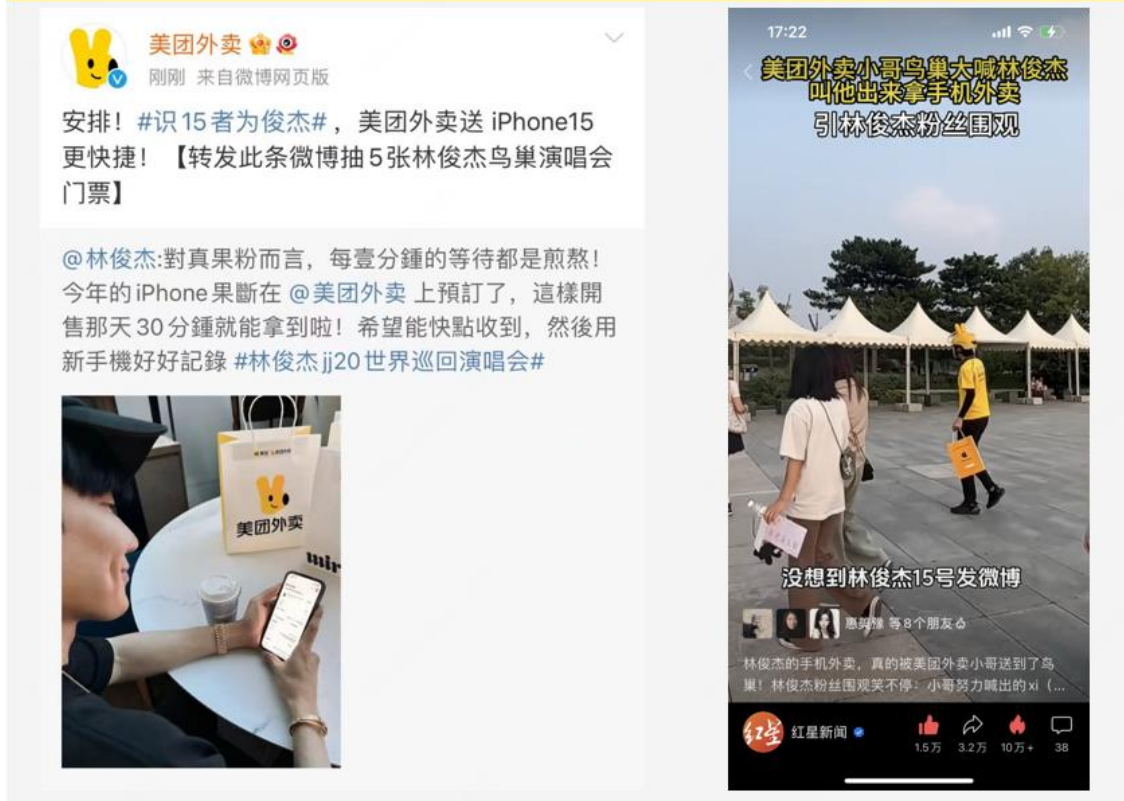 美团外卖
刚刚 来自微博网页版
安排！#识15者为俊杰#，美团外卖送 iPhone15
更快捷！【转发此条微博抽5张林俊杰鸟巢演唱会
门票】
@林俊杰:對真果粉而言，每壹分鍾的等待都是煎熬！
今年的iPhone果斷在 @美团外卖 上預訂了，這樣開
售那天30分鍾就能拿到啦！希望能快點收到，然後用
新手機好好記錄 #林俊杰jj20世界巡回演唱会#
美团外卖
17:22
美团外卖小哥鸟巢大喊林俊杰
叫他出来拿手机外卖
引林俊杰粉丝围观
没想到林俊杰15号发微博
等8个朋友
林俊杰的手机外卖，真的被美团外卖小哥送到了鸟
巢！林俊杰粉丝围观笑不停：小哥努力喊出的xi（...
红星
红星新闻
1.5万 3.2万 10万+ 38